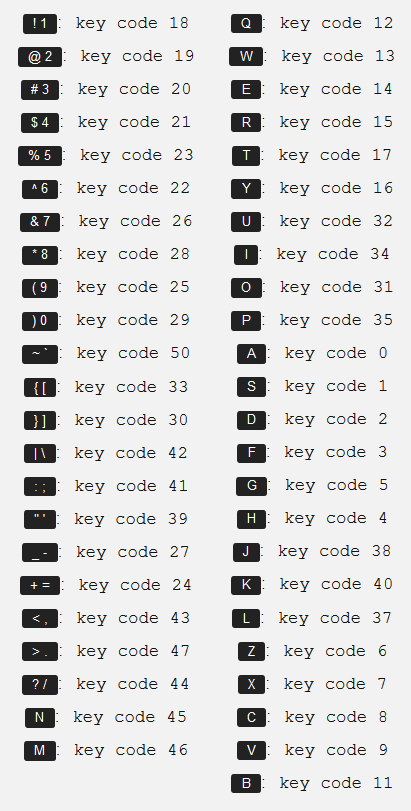 ! 1: key code 18
@ 2: key code 19
# 3: key code 20
$ 4: key code 21
% 5: key code 23
^ 6: key code 22
& 7: key code 26
* 8: key code 28
( 9: key code 25
) 0: key code 29
~ `: key code 50
{ [: key code 33
} ]: key code 30
| \: key code 42
: ;: key code 41
" ': key code 39
_ -: key code 27
+ =: key code 24
< ,: key code 43
> .: key code 47
? /: key code 44
N: key code 45
M: key code 46
Q: key code 12
W: key code 13
E: key code 14
R: key code 15
T: key code 17
Y: key code 16
U: key code 32
I: key code 34
O: key code 31
P: key code 35
A: key code 0
S: key code 1
D: key code 2
F: key code 3
G: key code 5
H: key code 4
J: key code 38
K: key code 40
L: key code 37
Z: key code 6
X: key code 7
C: key code 8
V: key code 9
B: key code 11